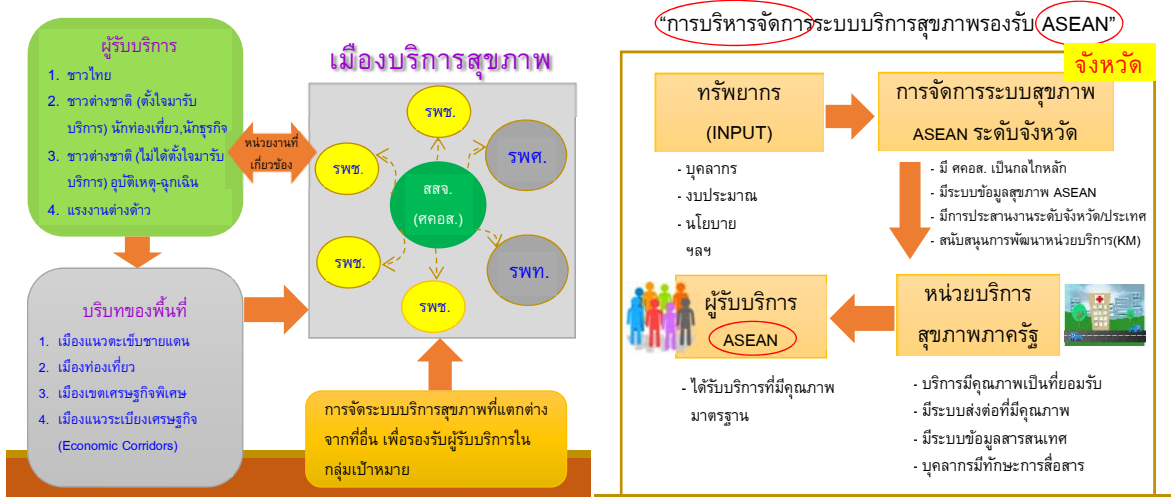 ผู้รับบริการ
1. ชาวไทย
2. ชาวต่างชาติ (ตั้งใจมารับ
บริการ) นักท่องเที่ยว,นักธุรกิจ
3. ชาวต่างชาติ (ไม่ได้ตั้งใจมารับ
บริการ) อุบัติเหตุ-ฉุกเฉิน
4. แรงงานต่างด้าว
หน่วยงานที่
เกี่ยวข้อง
เมืองบริการสุขภาพ
รพช.
รพช.
รพศ.
สสจ.
(ศคอส.)
รพช.
รพท.
รพช.
บริบทของพื้นที่
1. เมืองแนวตะเข็บชายแดน
2. เมืองท่องเที่ยว
3. เมืองเขตเศรษฐกิจพิเศษ
4. เมืองแนวระเบียงเศรษฐกิจ
(Economic Corridors)
การจัดระบบบริการสุขภาพที่แตกต่าง
จากที่อื่น เพื่อรองรับผู้รับบริการใน
กลุ่มเป้าหมาย
“การบริหารจัดการระบบบริการสุขภาพรองรับ ASEAN”
จังหวัด
ทรัพยากร
(INPUT)
- บุคลากร
- งบประมาณ
- นโยบาย
ฯลฯ
การจัดการระบบสุขภาพ
ASEAN ระดับจังหวัด
- มี ศคอส. เป็นกลไกหลัก
- มีระบบข้อมูลสุขภาพ ASEAN
- มีการประสานงานระดับจังหวัด/ประเทศ
- สนับสนุนการพัฒนาหน่วยบริการ(KM)
ผู้รับบริการ
ASEAN
- ได้รับบริการที่มีคุณภาพ
มาตรฐาน
หน่วยบริการ
สุขภาพภาครัฐ
- บริการมีคุณภาพเป็นที่ยอมรับ
- มีระบบส่งต่อที่มีคุณภาพ
- มีระบบข้อมูลสารสนเทศ
- บุคลากรมีทักษะการสื่อสาร